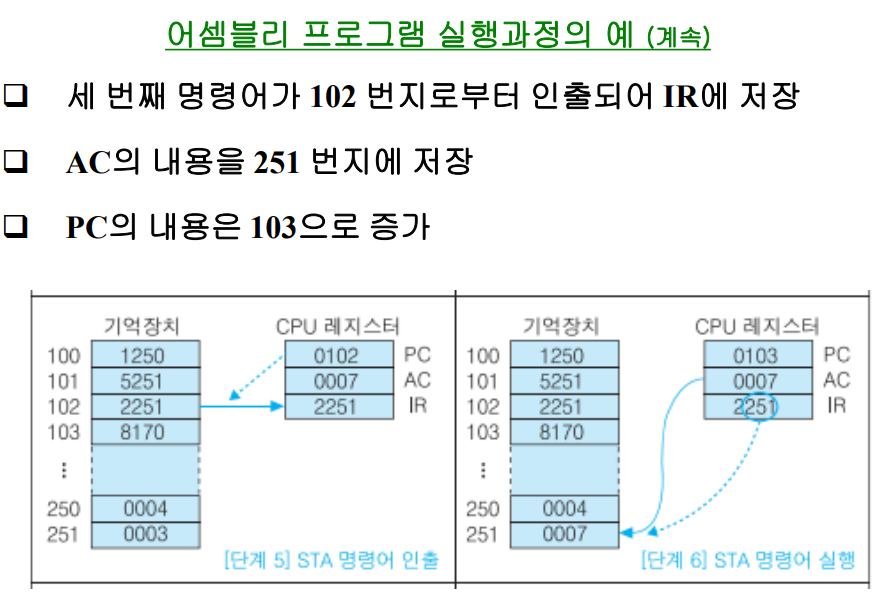 어셈블리 프로그램 실행과정의 예 (계속)
세 번째 명령어가 102 번지로부터 인출되어 IR에 저장
AC의 내용을 251 번지에 저장
PC의 내용은 103으로 증가
기억장치 CPU 레지스터
100 1250 0102 PC
101 5251 0007 AC
102 2251 2251 IR
103 8170
⋮
250 0004
251 0003
[단계 5] STA 명령어 인출
기억장치 CPU 레지스터
100 1250 0103 PC
101 5251 0007 AC
102 2251 2251 IR
103 8170
⋮
250 0004
251 0007
[단계 6] STA 명령어 실행